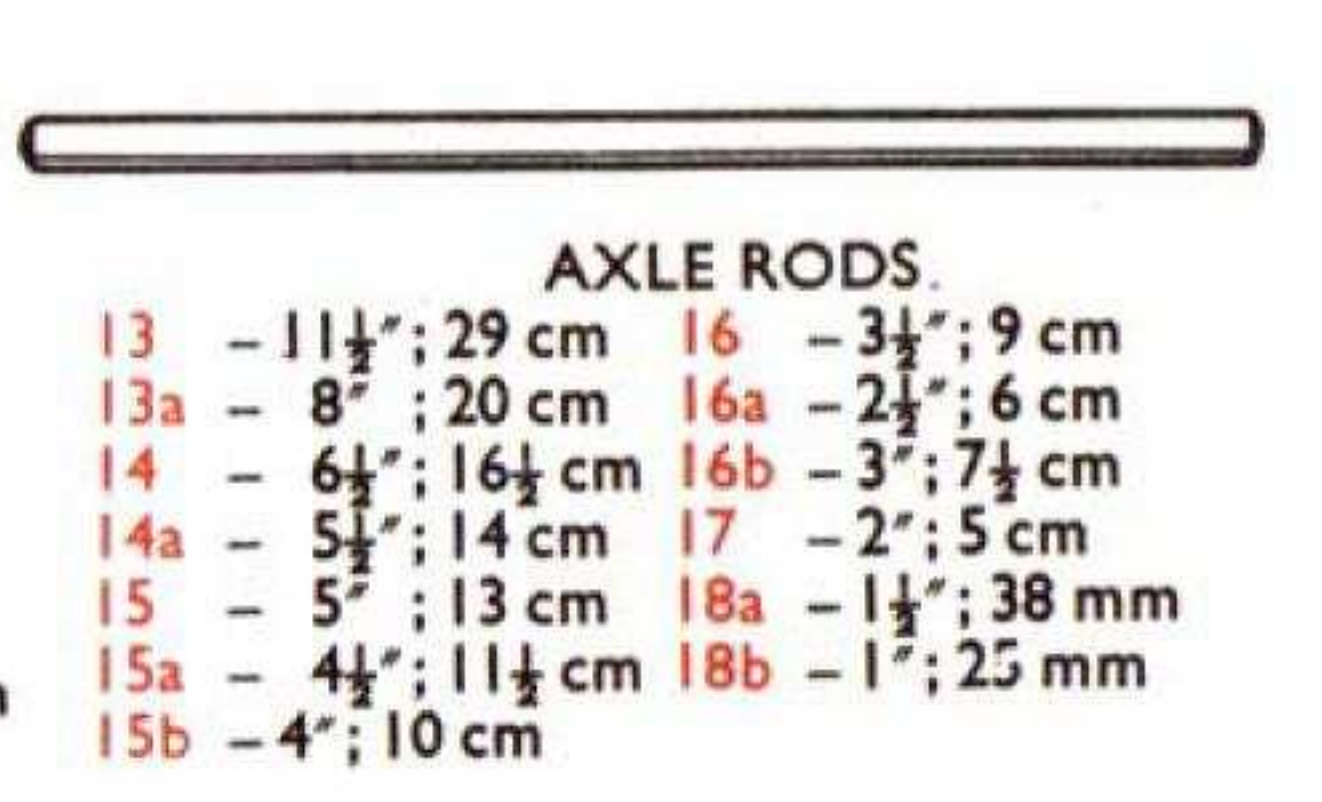 AXLE RODS.
13 – 11½″; 29 cm
13a – 8″ ; 20 cm
14 – 6½″; 16½ cm
14a – 5½″; 14 cm
15 – 5″ ; 13 cm
15a – 4½″; 11½ cm
15b – 4″; 10 cm
16 – 3½″; 9 cm
16a – 2½″; 6 cm
16b – 3″; 7½ cm
17 – 2″; 5 cm
18a – 1½″; 38 mm
18b – 1″; 25 mm